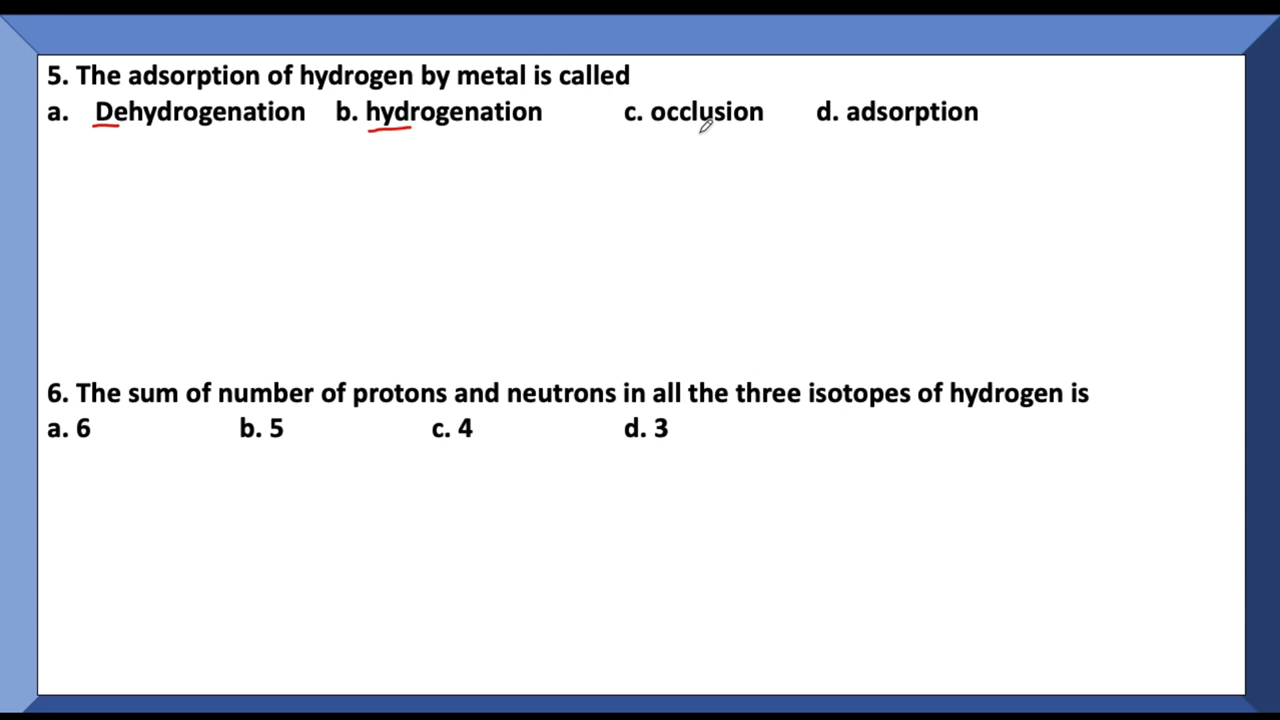 5. The adsorption of hydrogen by metal is called
a. Dehydrogenation b. hydrogenation c. occlusion d. adsorption
6. The sum of number of protons and neutrons in all the three isotopes of hydrogen is
a. 6 b. 5 c. 4 d. 3